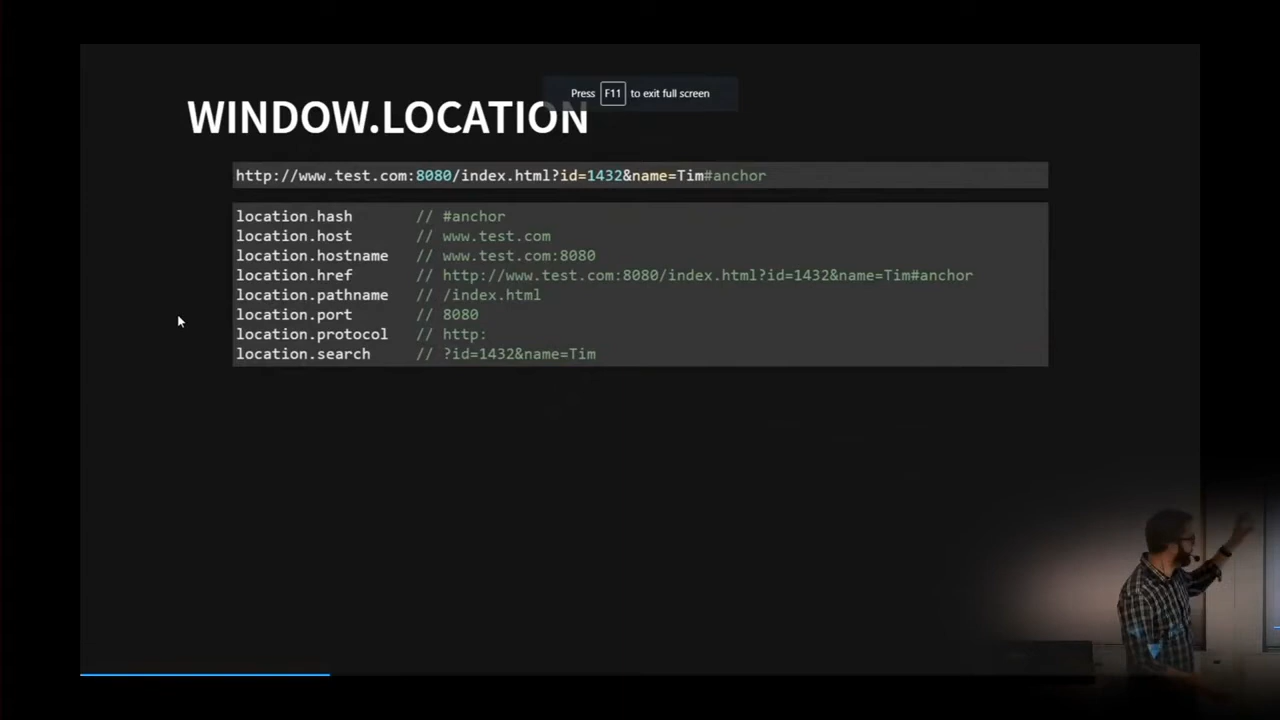 Press F11 to exit full screen
WINDOW.LOCATION
http://www.test.com:8080/index.html?id=1432&name=Tim#anchor
location.hash // #anchor
location.host // www.test.com
location.hostname // www.test.com:8080
location.href // http://www.test.com:8080/index.html?id=1432&name=Tim#anchor
location.pathname // /index.html
location.port // 8080
location.protocol // http:
location.search // ?id=1432&name=Tim